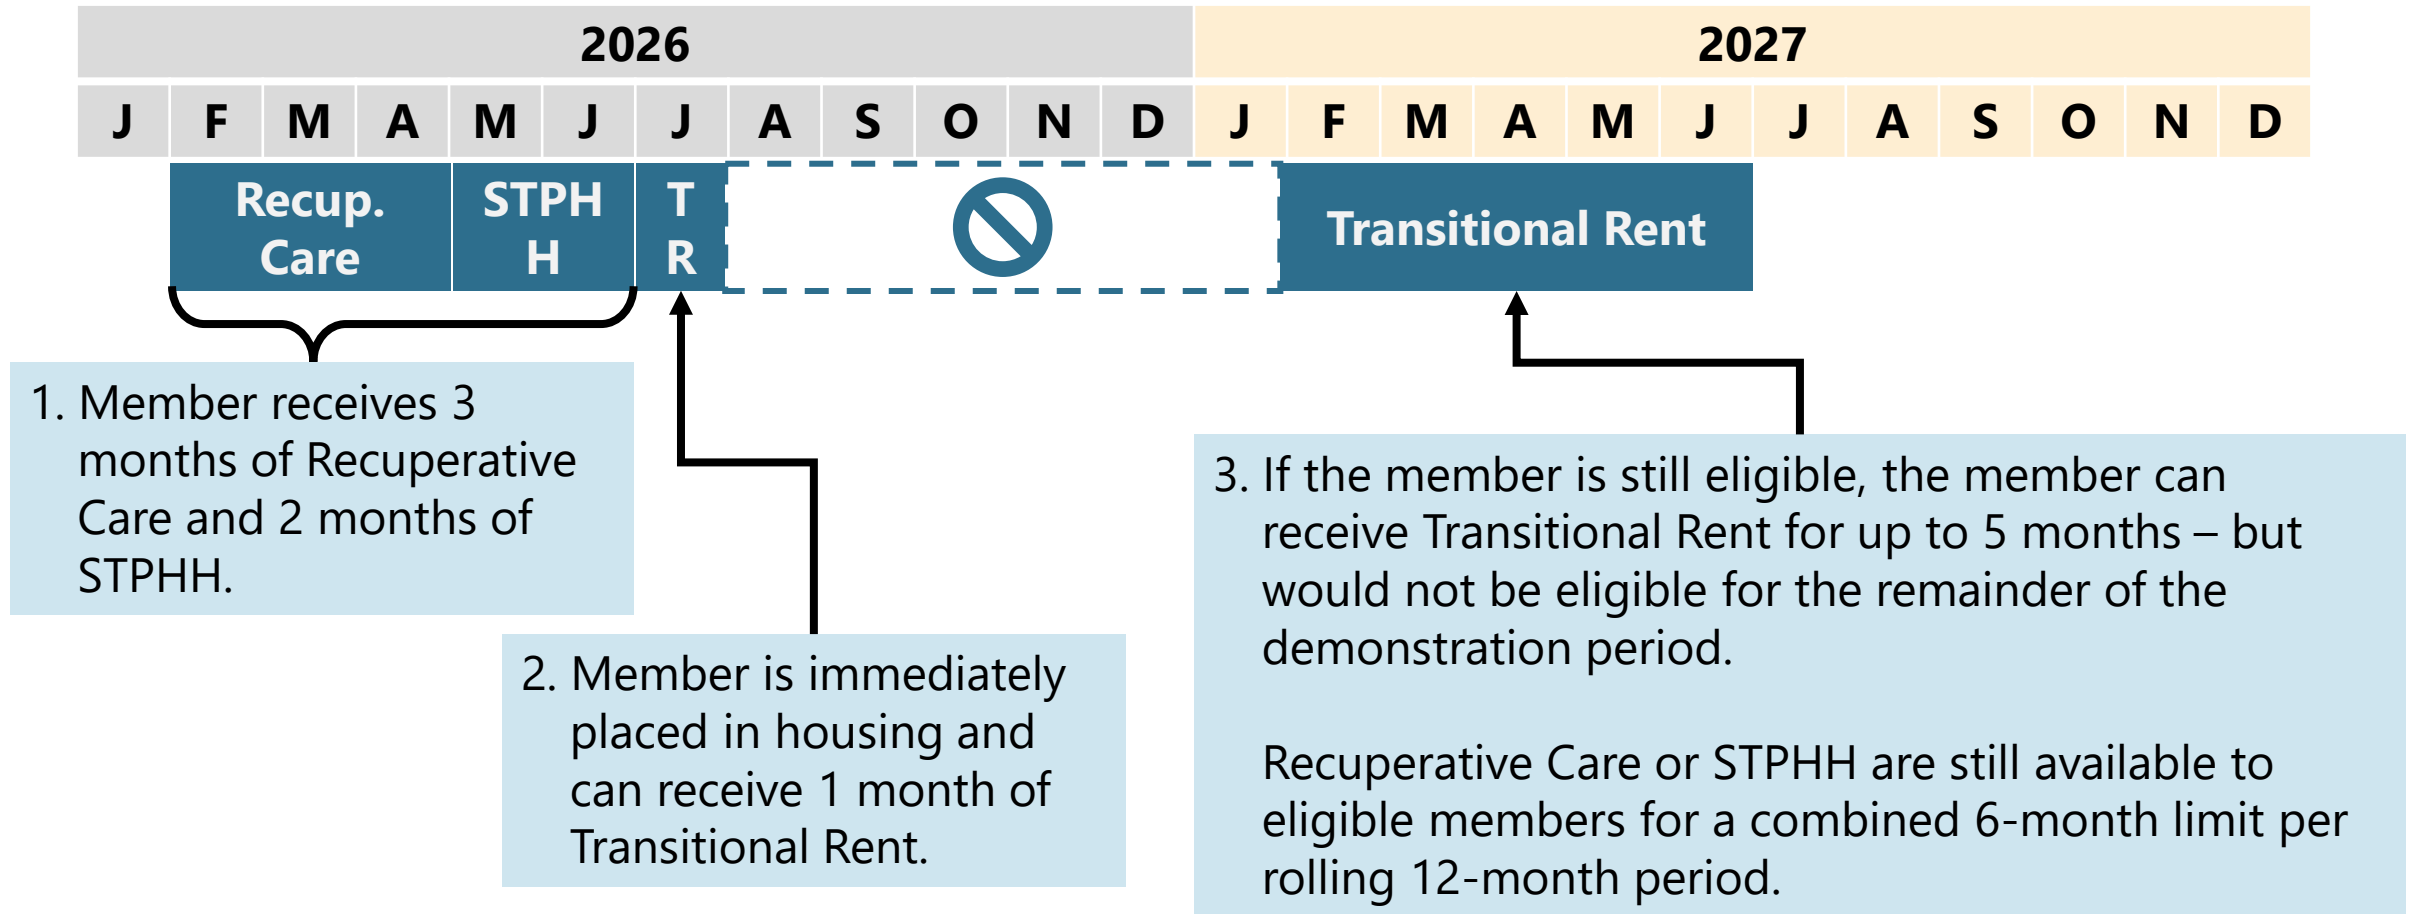 2026 2027
J F M A M J J A S O N D J F M A M J J A S O N D
Recup.
Care
STPH
H
T
R
Transitional Rent
1. Member receives 3
months of Recuperative
Care and 2 months of
STPHH.
2. Member is immediately
placed in housing and
can receive 1 month of
Transitional Rent.
3. If the member is still eligible, the member can
receive Transitional Rent for up to 5 months – but
would not be eligible for the remainder of the
demonstration period.
Recuperative Care or STPHH are still available to
eligible members for a combined 6-month limit per
rolling 12-month period.